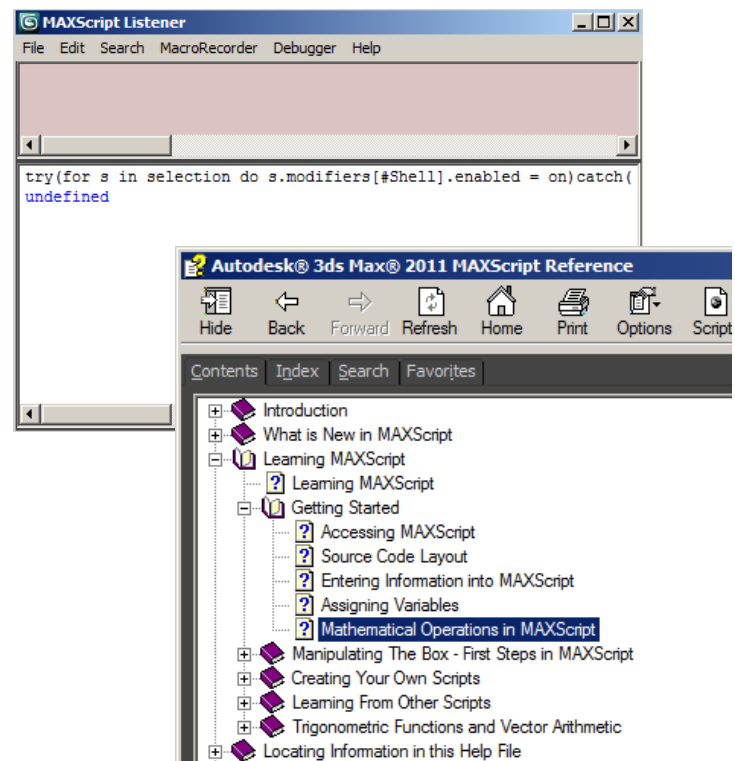 MAXScript Listener
File Edit Search MacroRecorder Debugger Help
try(for s in selection do s.modifiers[#Shell].enabled = on)catch(
undefined
Autodesk® 3ds Max® 2011 MAXScript Reference
Hide Back Forward Refresh Home Print Options Script
Contents Index Search Favorites
Introduction
What is New in MAXScript
Learning MAXScript
Learning MAXScript
Getting Started
Accessing MAXScript
Source Code Layout
Entering Information into MAXScript
Assigning Variables
Mathematical Operations in MAXScript
Manipulating The Box - First Steps in MAXScript
Creating Your Own Scripts
Learning From Other Scripts
Trigonometric Functions and Vector Arithmetic
Locating Information in this Help File